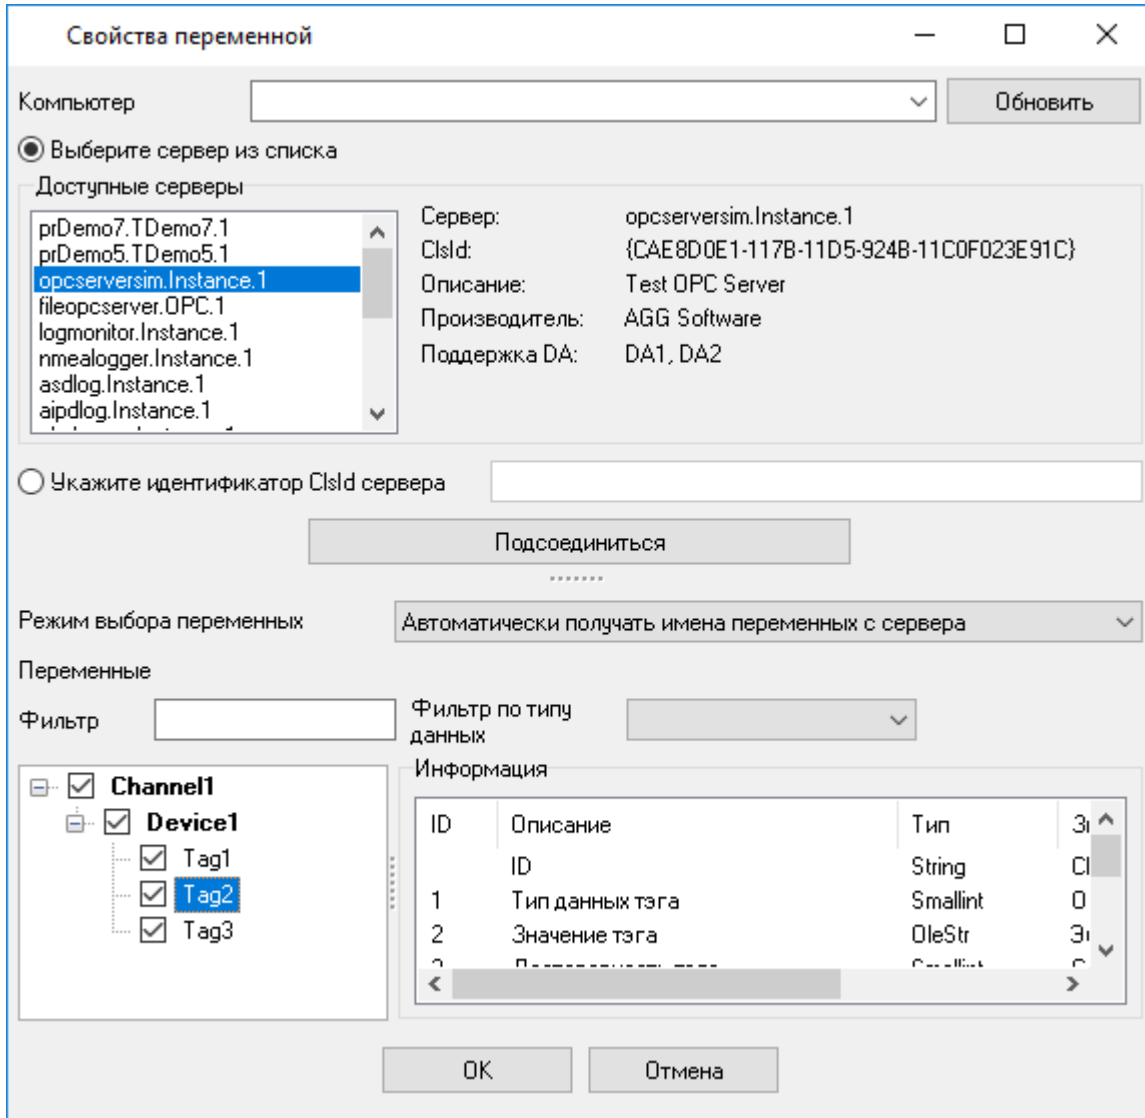 Свойства переменной
Компьютер
Обновить
Выберите сервер из списка
Доступные серверы
prDemo7.TDemo7.1
prDemo5.TDemo5.1
opcserversim.Instance.1
fileopcserver.OPC.1
logmonitor.Instance.1
nmealogger.Instance.1
asdlog.Instance.1
aipdlog.Instance.1
Сервер: opcserversim.Instance.1
ClsId: {CAE8D0E1-117B-11D5-924B-11C0F023E91C}
Описание: Test OPC Server
Производитель: AGG Software
Поддержка DA: DA1, DA2
Укажите идентификатор ClsId сервера
Подсоединиться
Режим выбора переменных Автоматически получать имена переменных с сервера
Переменные
Фильтр
Фильтр по типу
данных
Channel1
Device1
Tag1
Tag2
Tag3
Информация
ID Описание Тип
ID String
1 Тип данных тэга Smallint
2 Значение тэга OleStr
OK Отмена